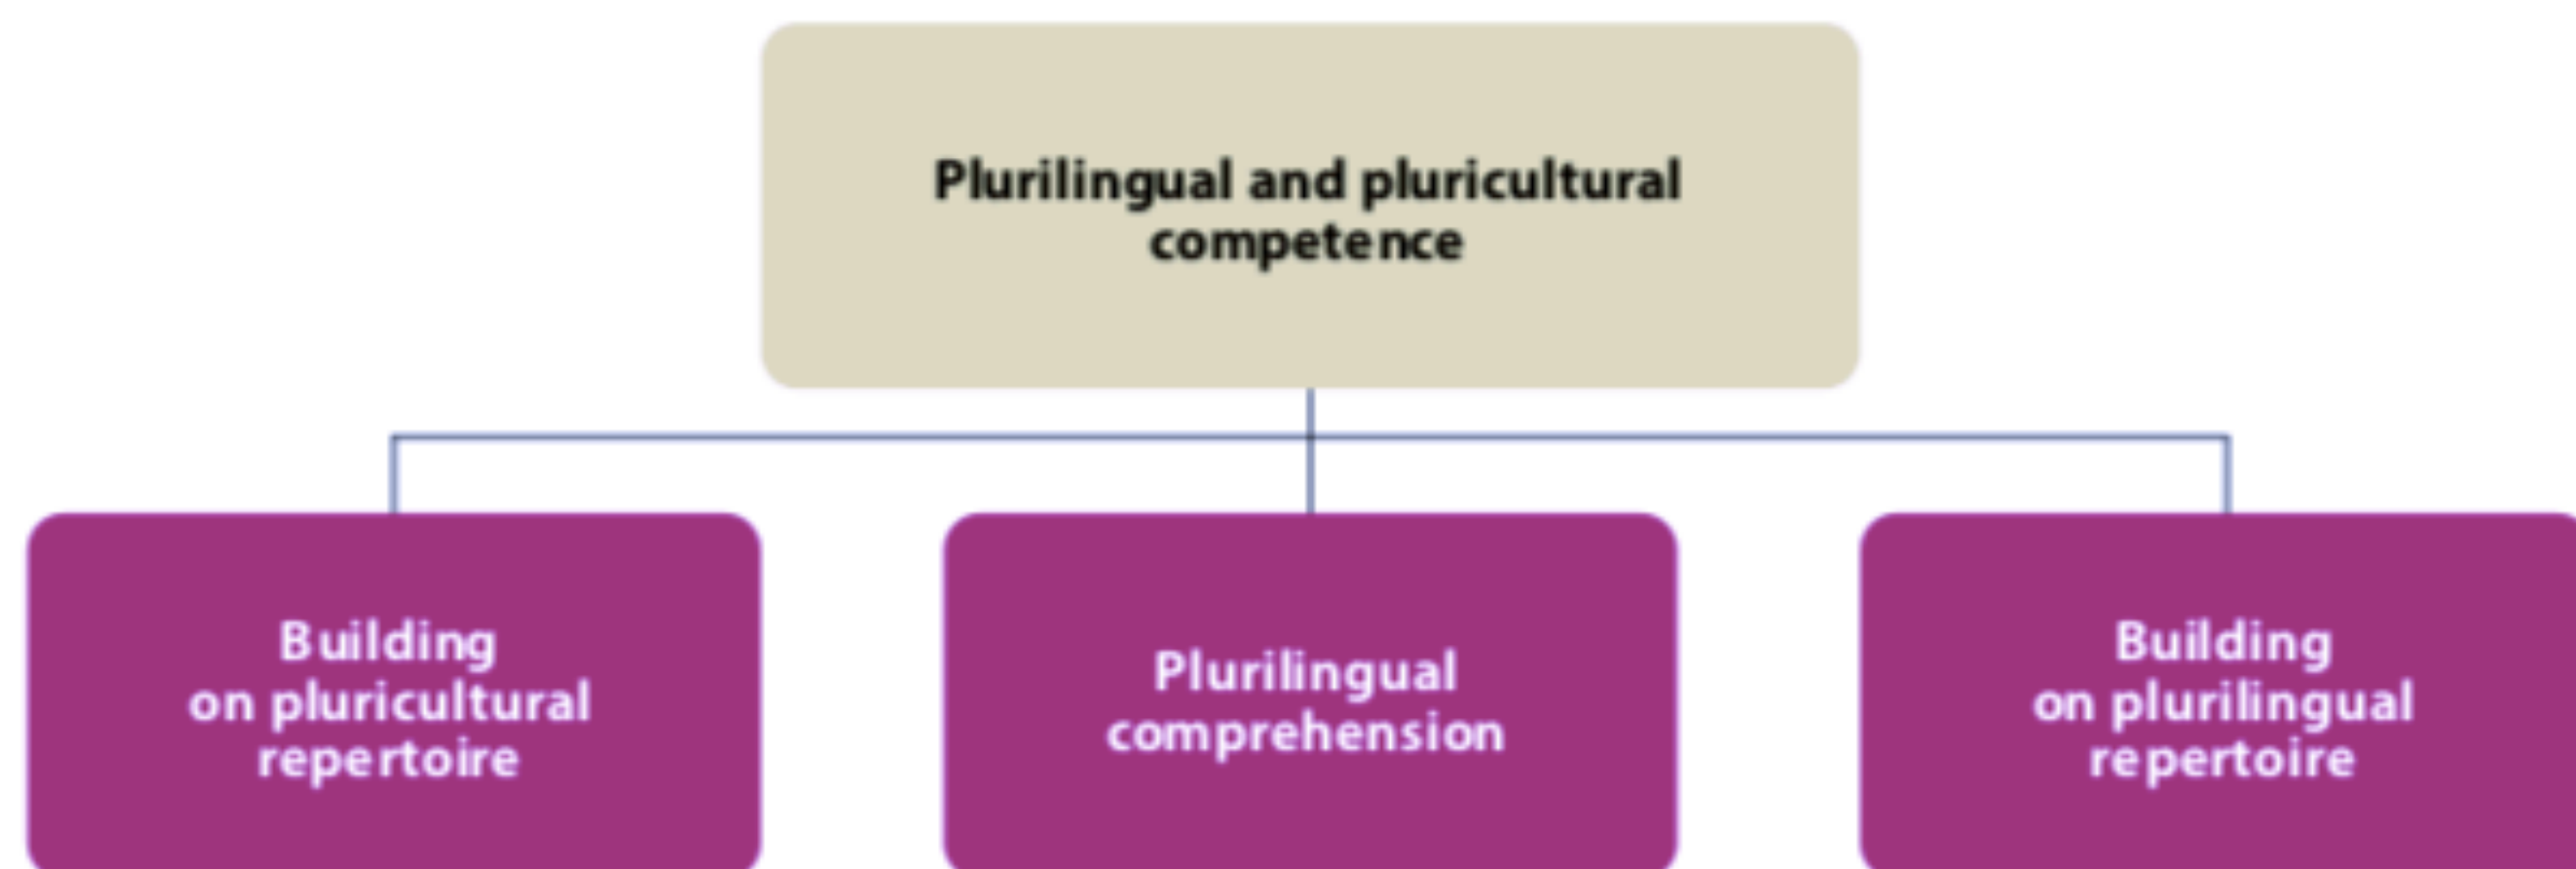 Plurilingual and pluricultural
competence
Building
on pluricultural
repertoire
Plurilingual
comprehension
Building
on plurilingual
repertoire